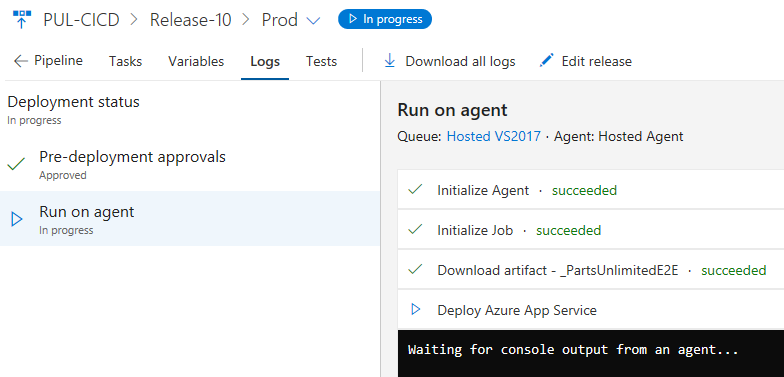 PUL-CICD > Release-10 > Prod In progress
Pipeline Tasks Variables Logs Tests Download all logs Edit release
Deployment status
In progress
Pre-deployment approvals
Approved
Run on agent
In progress
Run on agent
Queue: Hosted VS2017 · Agent: Hosted Agent
Initialize Agent · succeeded
Initialize Job · succeeded
Download artifact - _PartsUnlimitedE2E · succeeded
Deploy Azure App Service
Waiting for console output from an agent...